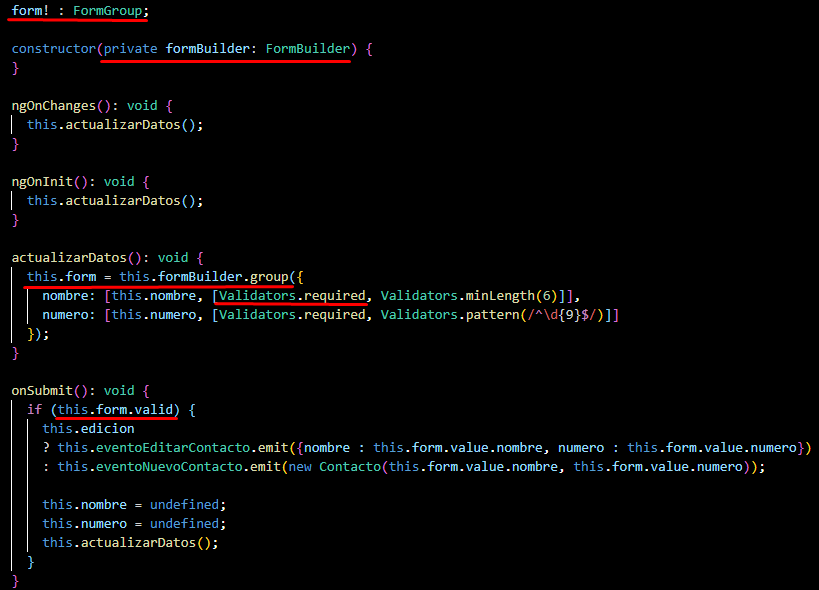 form! : FormGroup;
constructor(private formBuilder: FormBuilder) {
}
ngOnChanges(): void {
this.actualizarDatos();
}
ngOnInit(): void {
this.actualizarDatos();
}
actualizarDatos(): void {
this.form = this.formBuilder.group({
nombre: [this.nombre, [Validators.required, Validators.minLength(6)]],
numero: [this.numero, [Validators.required, Validators.pattern(/^\d{9}$/)]]
});
}
onSubmit(): void {
if (this.form.valid) {
this.edicion
? this.eventoEditarContacto.emit({nombre : this.form.value.nombre, numero : this.form.value.numero})
: this.eventoNuevoContacto.emit(new Contacto(this.form.value.nombre, this.form.value.numero));
this.nombre = undefined;
this.numero = undefined;
this.actualizarDatos();
}
}